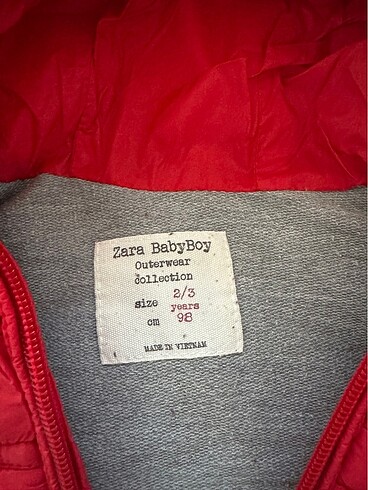 Zara BabyBoy
Outerwear
collection
size 2/3 years
cm 98
MADE IN VIETNAM